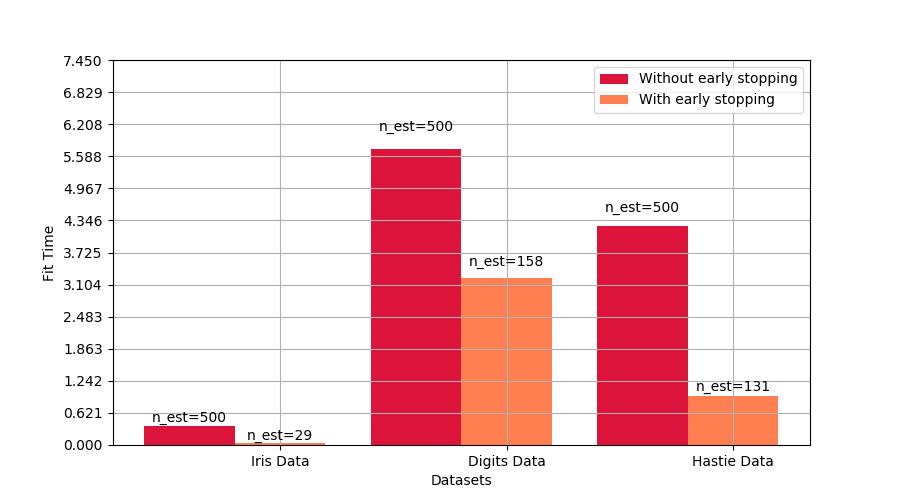 7.450
6.829
6.208
5.588
4.967
4.346
3.725
3.104
2.483
1.863
1.242
0.621
0.000
Fit Time
Without early stopping
With early stopping
n_est=500
n_est=29
n_est=500
n_est=158
n_est=500
n_est=131
Iris Data
Digits Data
Hastie Data
Datasets